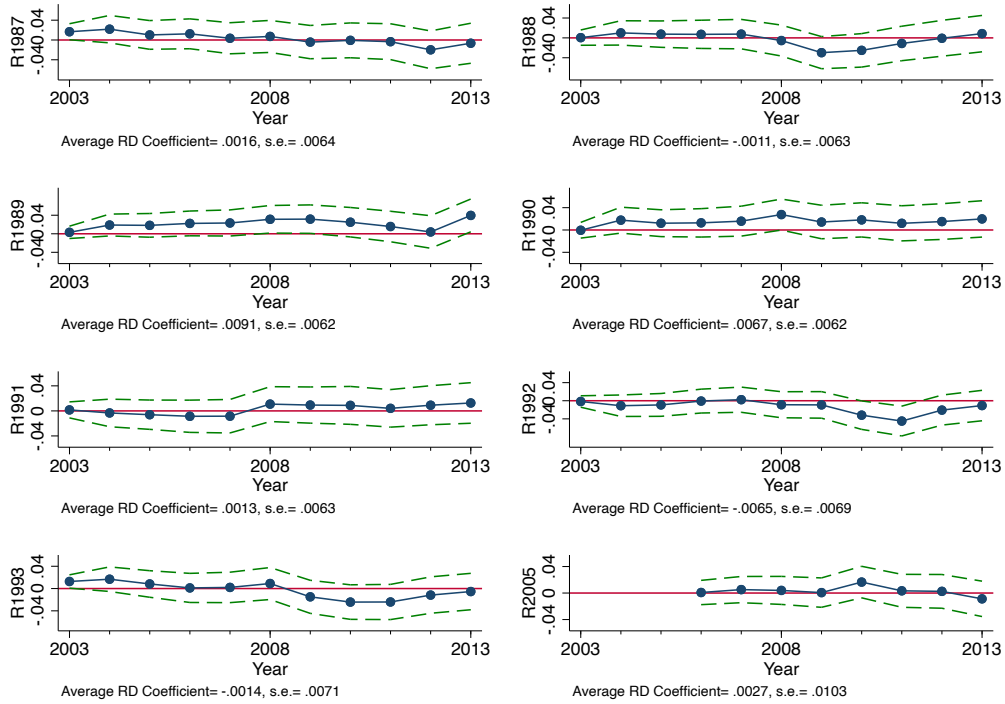 R1987
-.04 0 .04
2003 2008 2013
Year
Average RD Coefficient= .0016, s.e.= .0064
R1988
-.04 0 .04
2003 2008 2013
Year
Average RD Coefficient= -.0011, s.e.= .0063
R1989
-.04 0 .04
2003 2008 2013
Year
Average RD Coefficient= .0091, s.e.= .0062
R1990
-.04 0 .04
2003 2008 2013
Year
Average RD Coefficient= .0067, s.e.= .0062
R1991
-.04 0 .04
2003 2008 2013
Year
Average RD Coefficient= .0013, s.e.= .0063
R1992
-.04 0 .04
2003 2008 2013
Year
Average RD Coefficient= -.0065, s.e.= .0069
R1993
-.04 0 .04
2003 2008 2013
Year
Average RD Coefficient= -.0014, s.e.= .0071
R2005
-.04 0 .04
2003 2008 2013
Year
Average RD Coefficient= .0027, s.e.= .0103